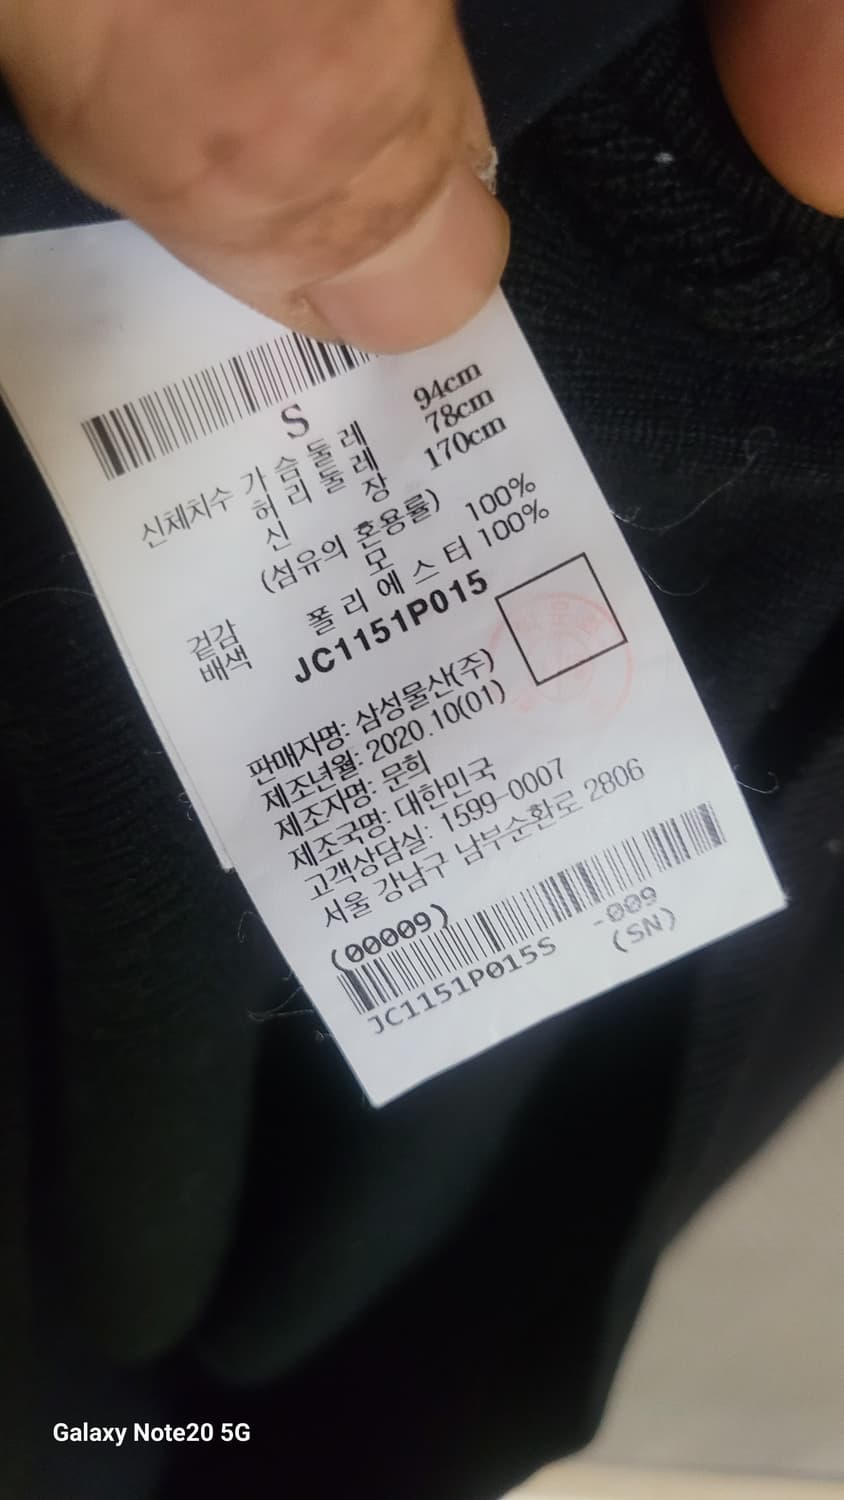 S
신체치수 가슴둘레 94cm
허리둘레 78cm
신장 170cm
(섬유의 혼용률)
겉감 모 100%
배색 폴리에스터 100%
JC1151P015
판매자명: 삼성물산(주)
제조년월: 2020.10(01)
제조자명: 문희
제조국명: 대한민국
고객상담실: 1599-0007
서울 강남구 남부순환로 2806
(00009)
-009
JC1151P015S (SN)
Galaxy Note20 5G